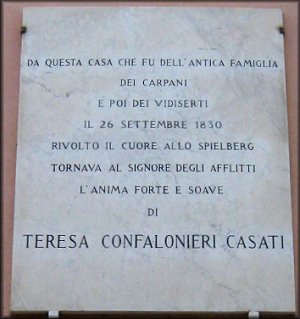 DA QUESTA CASA CHE FU DELL'ANTICA FAMIGLIA
DEI CARPANI
E POI DEI VIDISERTI
IL 26 SETTEMBRE 1830
RIVOLTO IL CUORE ALLO SPIELBERG
TORNAVA AL SIGNORE DEGLI AFFLITTI
L'ANIMA FORTE E SOAVE
DI
TERESA CONFALONIERI CASATI